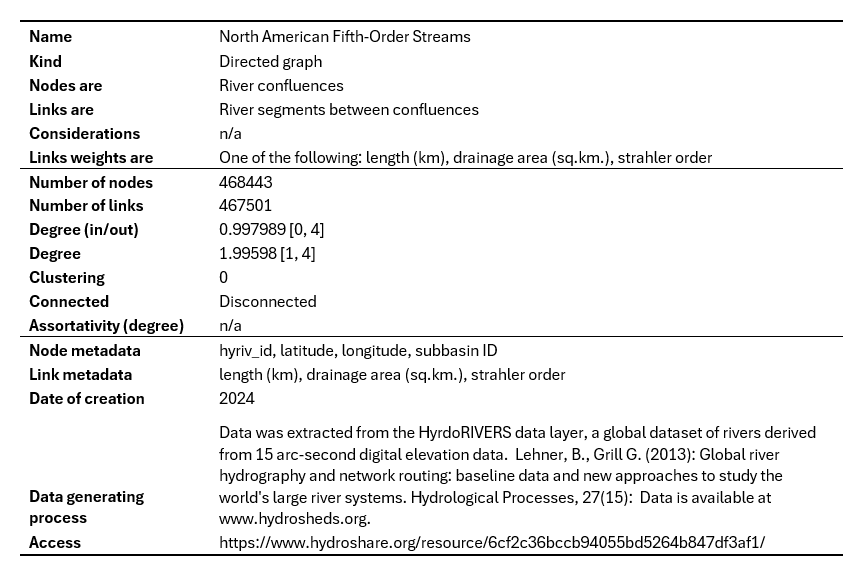 Name North American Fifth-Order Streams
Kind Directed graph
Nodes are River confluences
Links are River segments between confluences
Considerations n/a
Links weights are One of the following: length (km), drainage area (sq.km.), strahler order
Number of nodes 468443
Number of links 467501
Degree (in/out) 0.997989 [0, 4]
Degree 1.99598 [1, 4]
Clustering 0
Connected Disconnected
Assortativity (degree) n/a
Node metadata hyriv_id, latitude, longitude, subbasin ID
Link metadata length (km), drainage area (sq.km.), strahler order
Date of creation 2024
Data was extracted from the HyrdoRIVERS data layer, a global dataset of rivers derived
from 15 arc-second digital elevation data.  Lehner, B., Grill G. (2013): Global river
hydrography and network routing: baseline data and new approaches to study the
Data generating world's large river systems. Hydrological Processes, 27(15):  Data is available at
process www.hydrosheds.org.
Access https://www.hydroshare.org/resource/6cf2c36bccb94055bd5264b847df3af1/